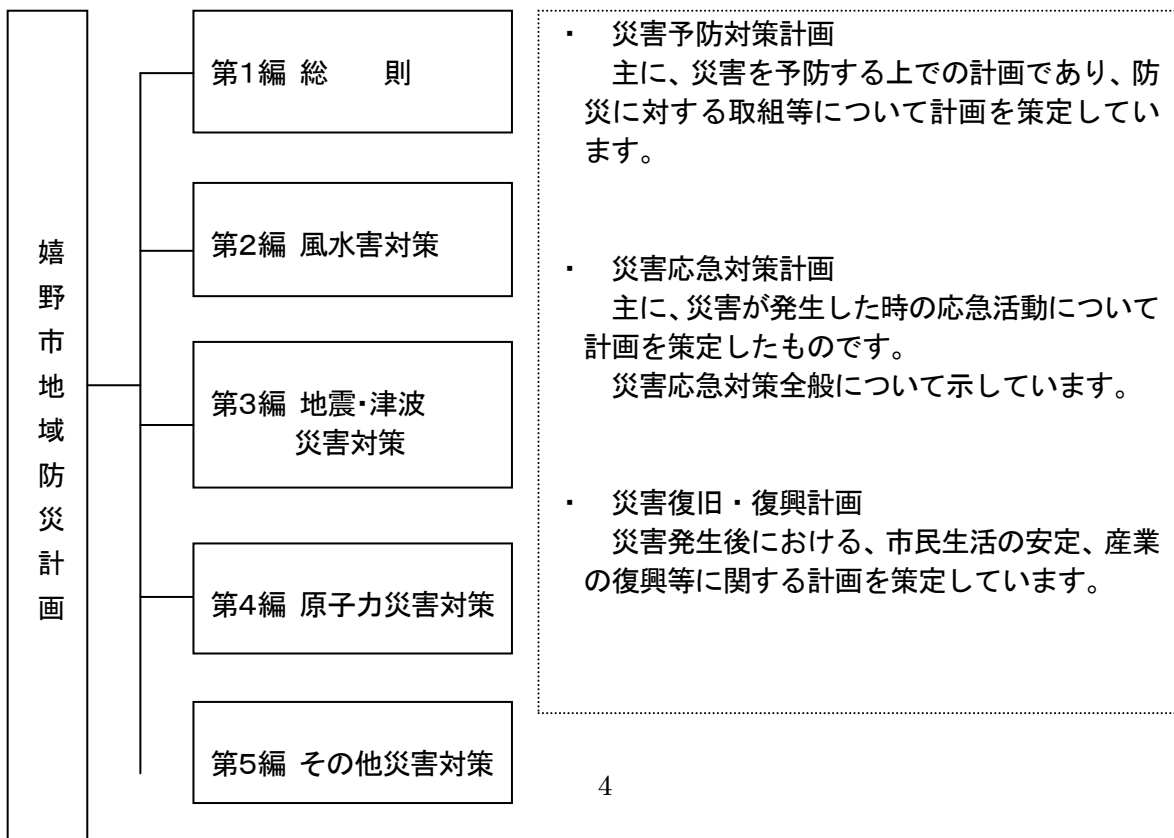 嬉野市地域防災計画
第1編 総　　則
第2編 風水害対策
第3編 地震・津波
災害対策
第4編 原子力災害対策
第5編 その他災害対策
・　災害予防対策計画
主に、災害を予防する上での計画であり、防
災に対する取組等について計画を策定してい
ます。
・　災害応急対策計画
主に、災害が発生した時の応急活動について
計画を策定したものです。
災害応急対策全般について示しています。
・　災害復旧・復興計画
災害発生後における、市民生活の安定、産業
の復興等に関する計画を策定しています。
4